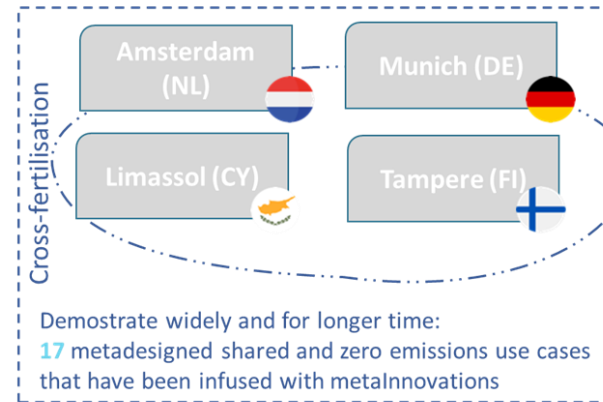 Cross-fertilisation
Amsterdam
(NL)
Munich (DE)
Limassol (CY)
Tampere (FI)
Demostrate widely and for longer time:
17 metadesigned shared and zero emissions use cases
that have been infused with metaInnovations